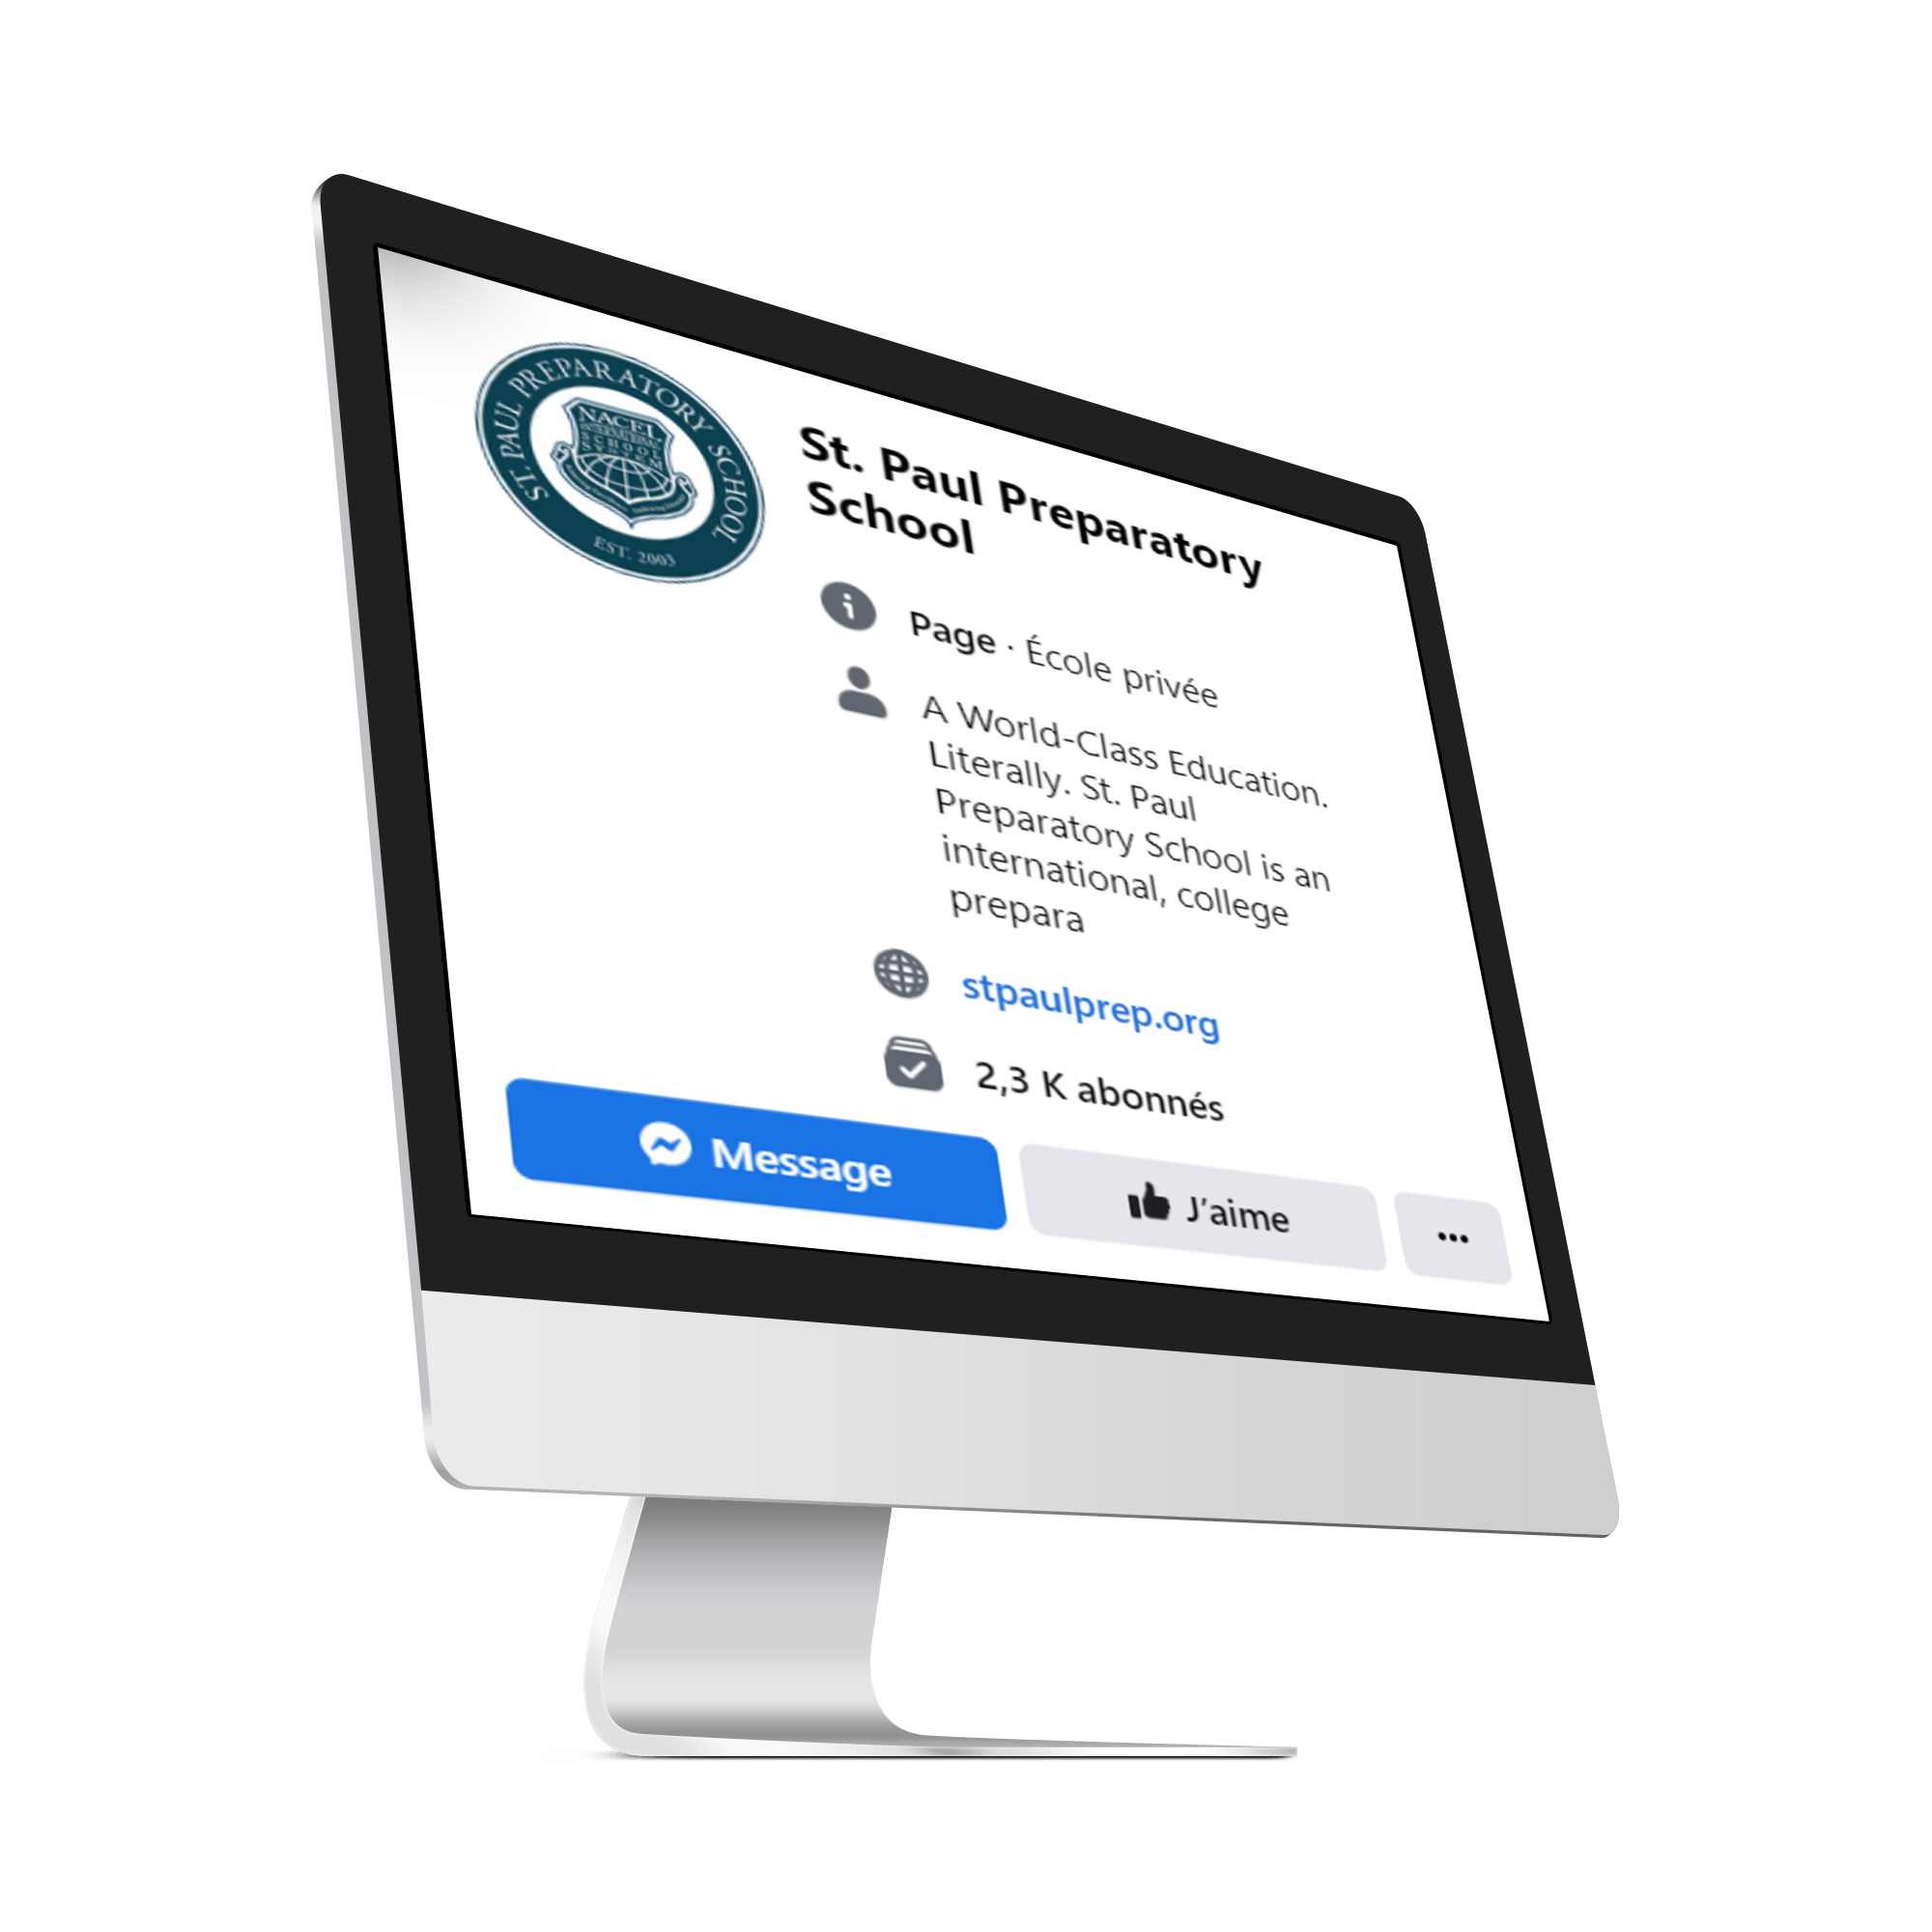 ST. PAUL PREPARATORY SCHOOL
NACEL
INTERNATIONAL
SCHOOL
SYSTEM
EST. 2003
St. Paul Preparatory
School
Page · École privée
A World-Class Education.
Literally. St. Paul
Preparatory School is an
international, college
prepara
stpaulprep.org
2,3 K abonnés
Message
J'aime